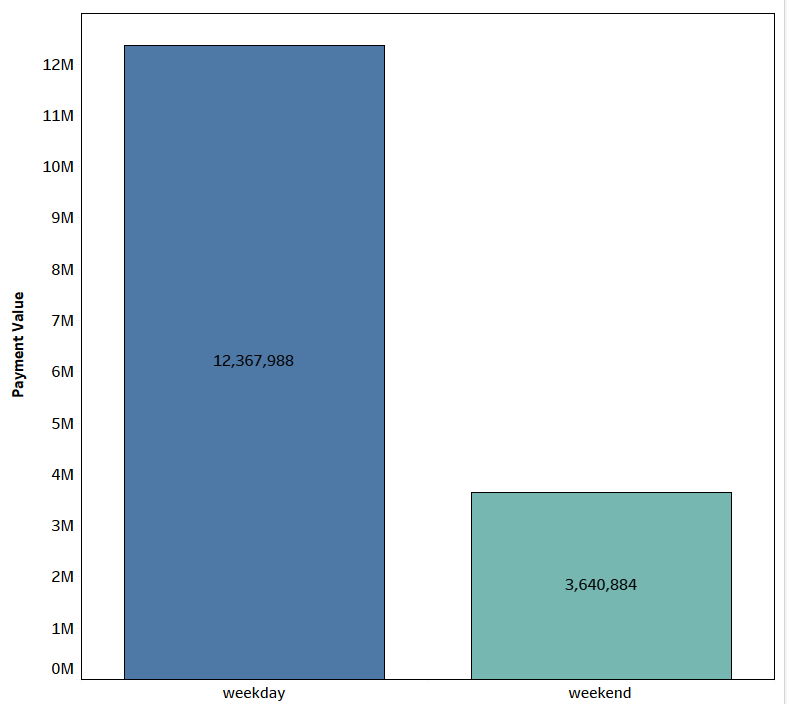 Payment Value
12M
11M
10M
9M
8M
7M
6M
5M
4M
3M
2M
1M
0M
12,367,988
3,640,884
weekday
weekend